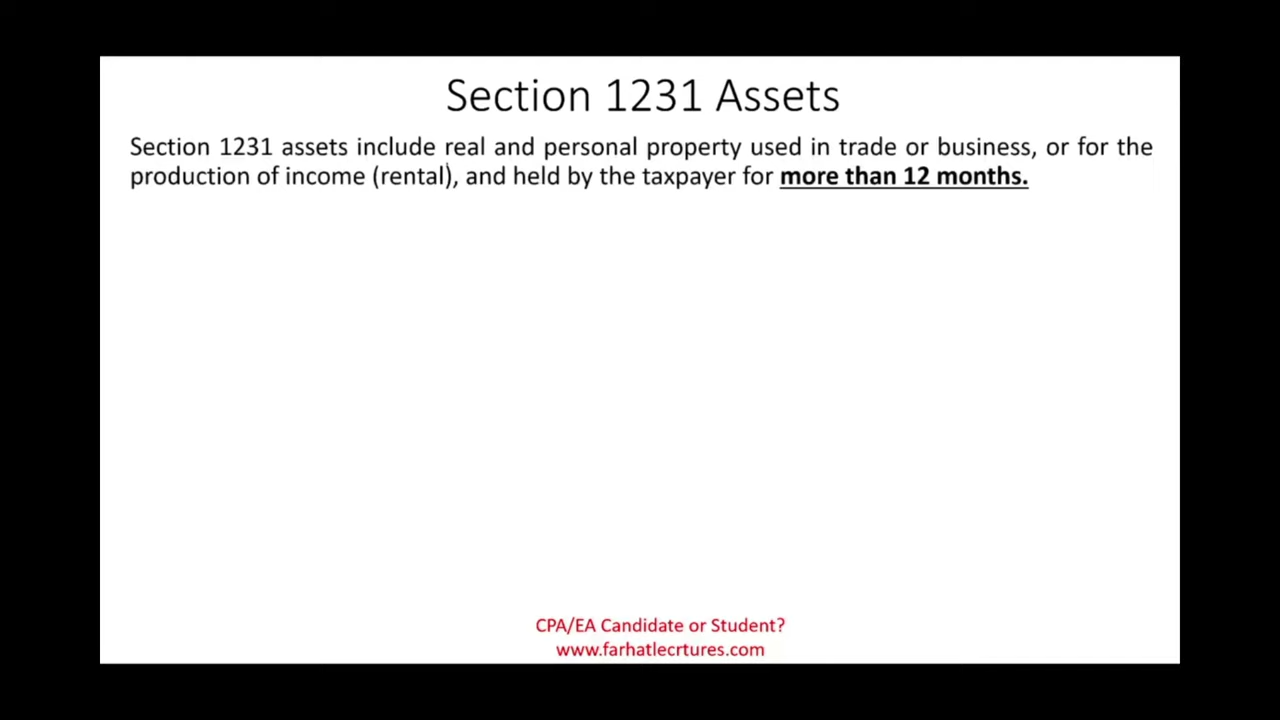 Section 1231 Assets
Section 1231 assets include real and personal property used in trade or business, or for the
production of income (rental), and held by the taxpayer for more than 12 months.
CPA/EA Candidate or Student?
www.farhatlecrtures.com